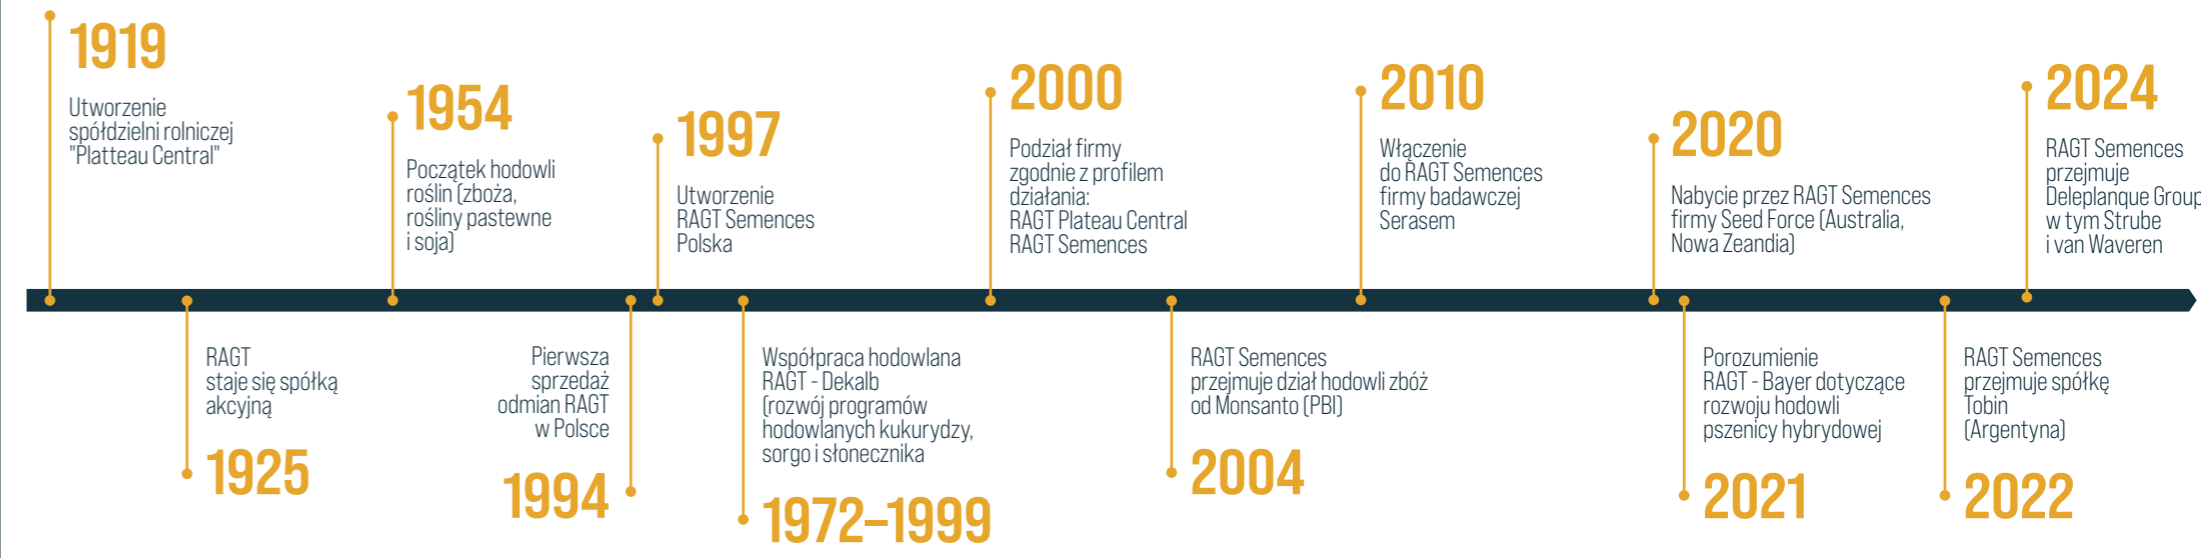 1919
Utworzenie
spółdzielni rolniczej
"Platteau Central"
1954
Początek hodowli
roślin (zboża,
rośliny pastewne
i soja)
1997
Utworzenie
RAGT Semences
Polska
2000
Podział firmy
zgodnie z profilem
działania:
RAGT Plateau Central
RAGT Semences
2010
Włączenie
do RAGT Semences
firmy badawczej
Serasem
2020
Nabycie przez RAGT Semences
firmy Seed Force (Australia,
Nowa Zeandia)
2024
RAGT Semences
przejmuje
Deleplanque Group
w tym Strube
i van Waveren
RAGT
staje się spółką
akcyjną
1925
Pierwsza
sprzedaż
odmian RAGT
w Polsce
1994
Współpraca hodowlana
RAGT - Dekalb
(rozwój programów
hodowlanych kukurydzy,
sorgo i słonecznika
1972–1999
RAGT Semences
przejmuje dział hodowli zbóż
od Monsanto (PBI)
2004
Porozumienie
RAGT - Bayer dotyczące
rozwoju hodowli
pszenicy hybrydowej
2021
RAGT Semences
przejmuje spółkę
Tobin
(Argentyna)
2022